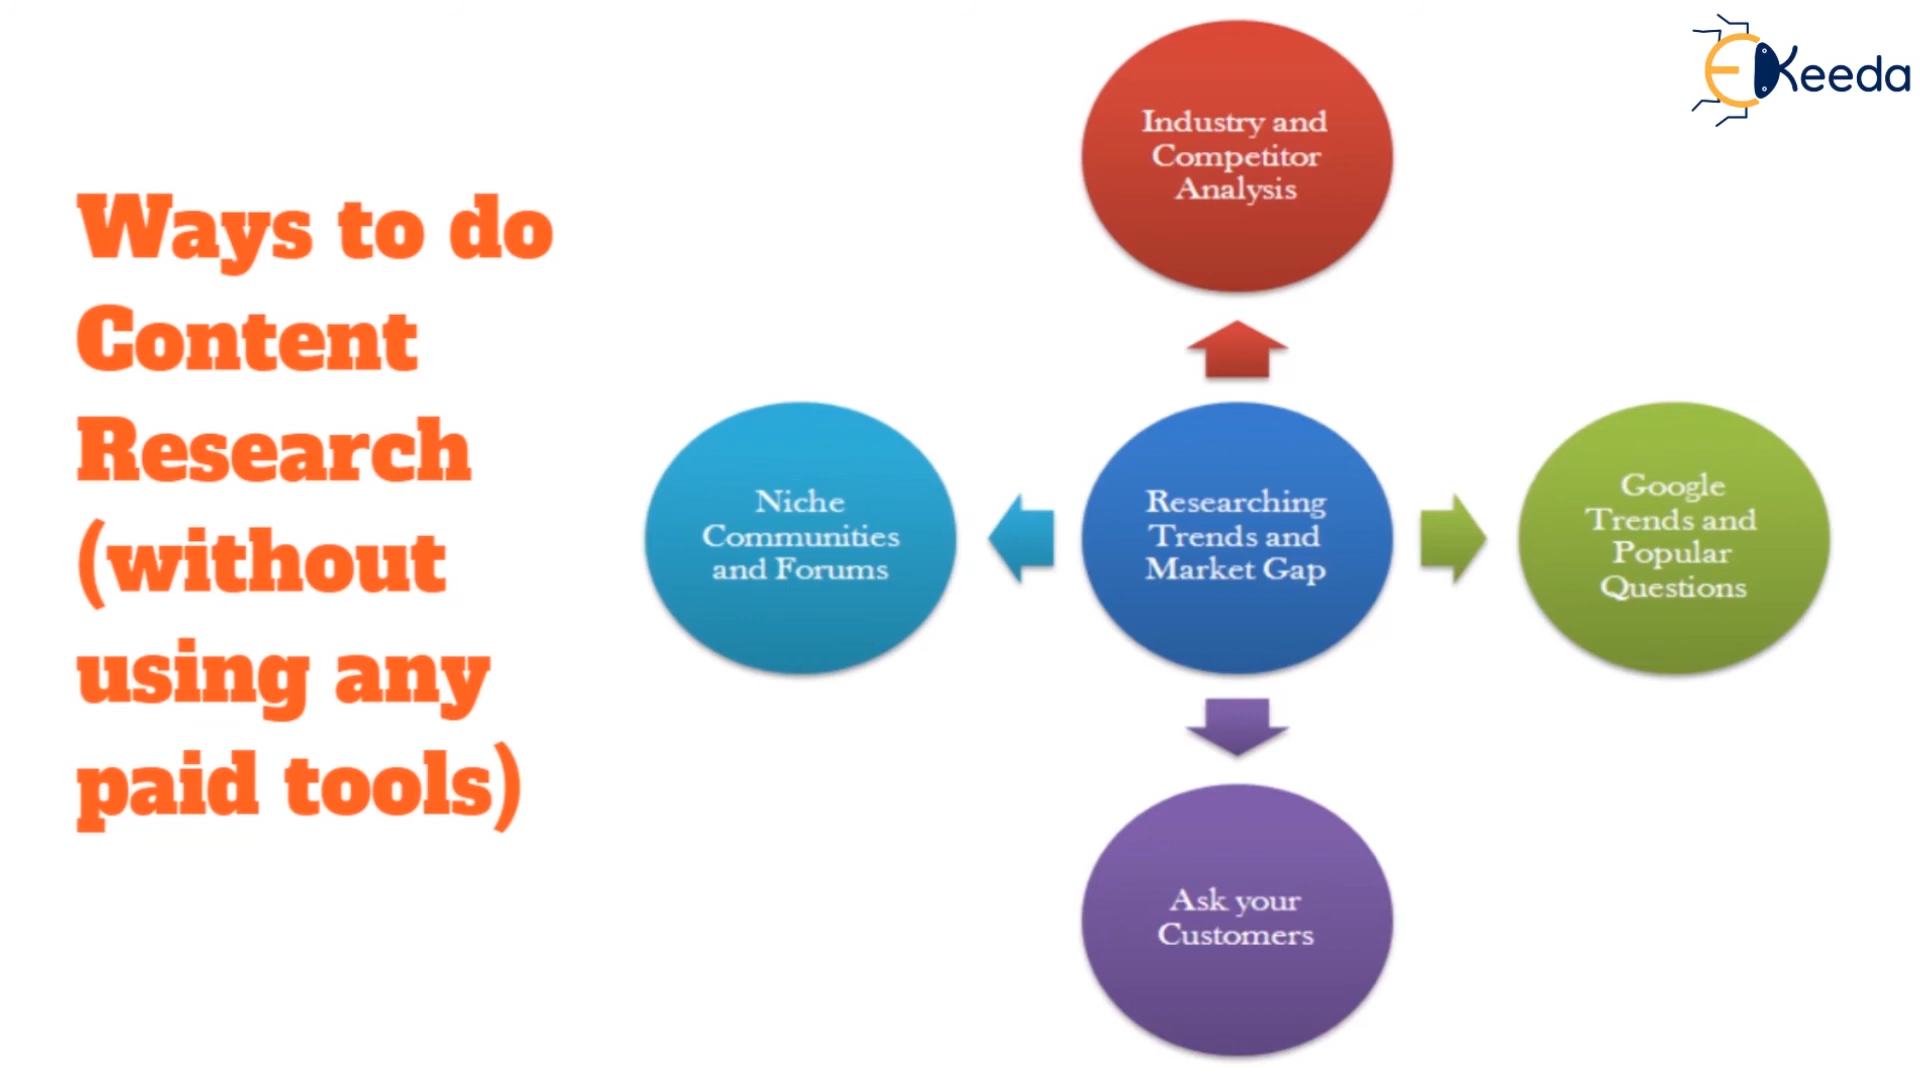 Ways to do
Content
Research
(without
using any
paid tools)
Industry and
Competitor
Analysis
Niche
Communities
and Forums
Researching
Trends and
Market Gap
Google
Trends and
Popular
Questions
Ask your
Customers
EKeeda